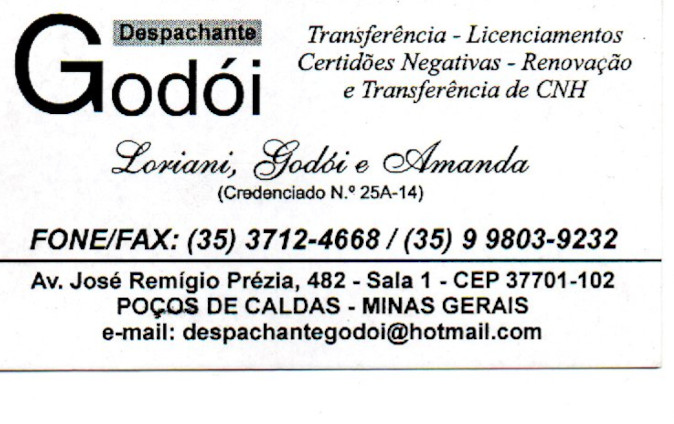 Despachante
Godói
Transferência - Licenciamentos
Certidões Negativas - Renovação
e Transferência de CNH
Loriani, Godói e Amanda
(Credenciado N.º 25A-14)
FONE/FAX: (35) 3712-4668 / (35) 9 9803-9232
Av. José Remígio Prézia, 482 - Sala 1 - CEP 37701-102
POÇOS DE CALDAS - MINAS GERAIS
e-mail: despachantegodoi@hotmail.com